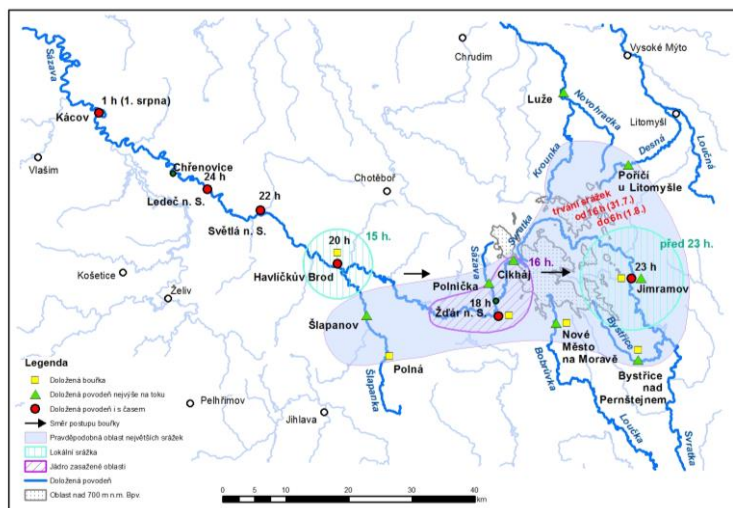 Sázava
Chrudim
Vysoké Mýto
1 h (1. srpna)
Kácov
Luže
Novohradka
Litomyšl
Vlašim
Chřenovice
24 h
Ledeč n. S.
Krounka
Desná
Loučná
Poříčí
u Litomyšle
Chotěboř
22 h
Světlá n. S.
trvání srážek
od 16 h (31.7.)
do 6 h (1.8.)
Svratka
20 h
15 h.
před 23 h.
Havlíčkův Brod
Košetice
Želiv
Sázava
Cikháj
16 h.
23 h
Jimramov
Polnička
18 h
Žďár n. S.
Šlapanov
Bystřice
Nové
Město
na Moravě
Polná
Šlapanka
Bobrůvka
Bystřice
nad
Pernštejnem
Pelhřimov
Jihlava
Loučka
Svratka
Legenda
Doložená bouřka
Doložená povodeň nejvýše na toku
Doložená povodeň i s časem
Směr postupu bouřky
Pravděpodobná oblast největších srážek
Lokální srážka
Jádro zasažené oblasti
Doložená povodeň
Oblast nad 700 m n.m. Bpv.
0 10 20 30 40
km